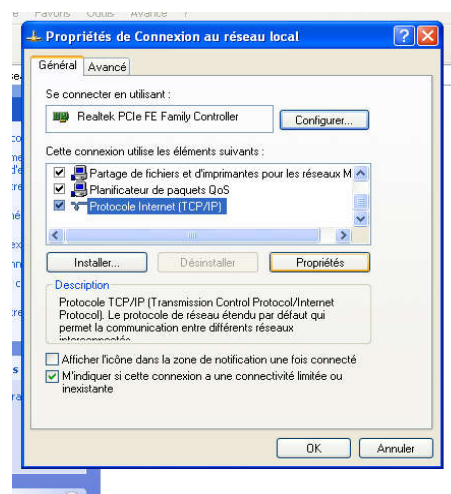 Favoris Outils Avancé ?
Propriétés de Connexion au réseau local
Général Avancé
Se connecter en utilisant :
Realtek PCIe FE Family Controller
Configurer...
Cette connexion utilise les éléments suivants :
Partage de fichiers et d'imprimantes pour les réseaux M
Planificateur de paquets QoS
Protocole Internet (TCP/IP)
Installer... Désinstaller Propriétés
Description
Protocole TCP/IP (Transmission Control Protocol/Internet
Protocol). Le protocole de réseau étendu par défaut qui
permet la communication entre différents réseaux
interconnectés.
Afficher l'icône dans la zone de notification une fois connecté
M'indiquer si cette connexion a une connectivité limitée ou
inexistante
OK Annuler